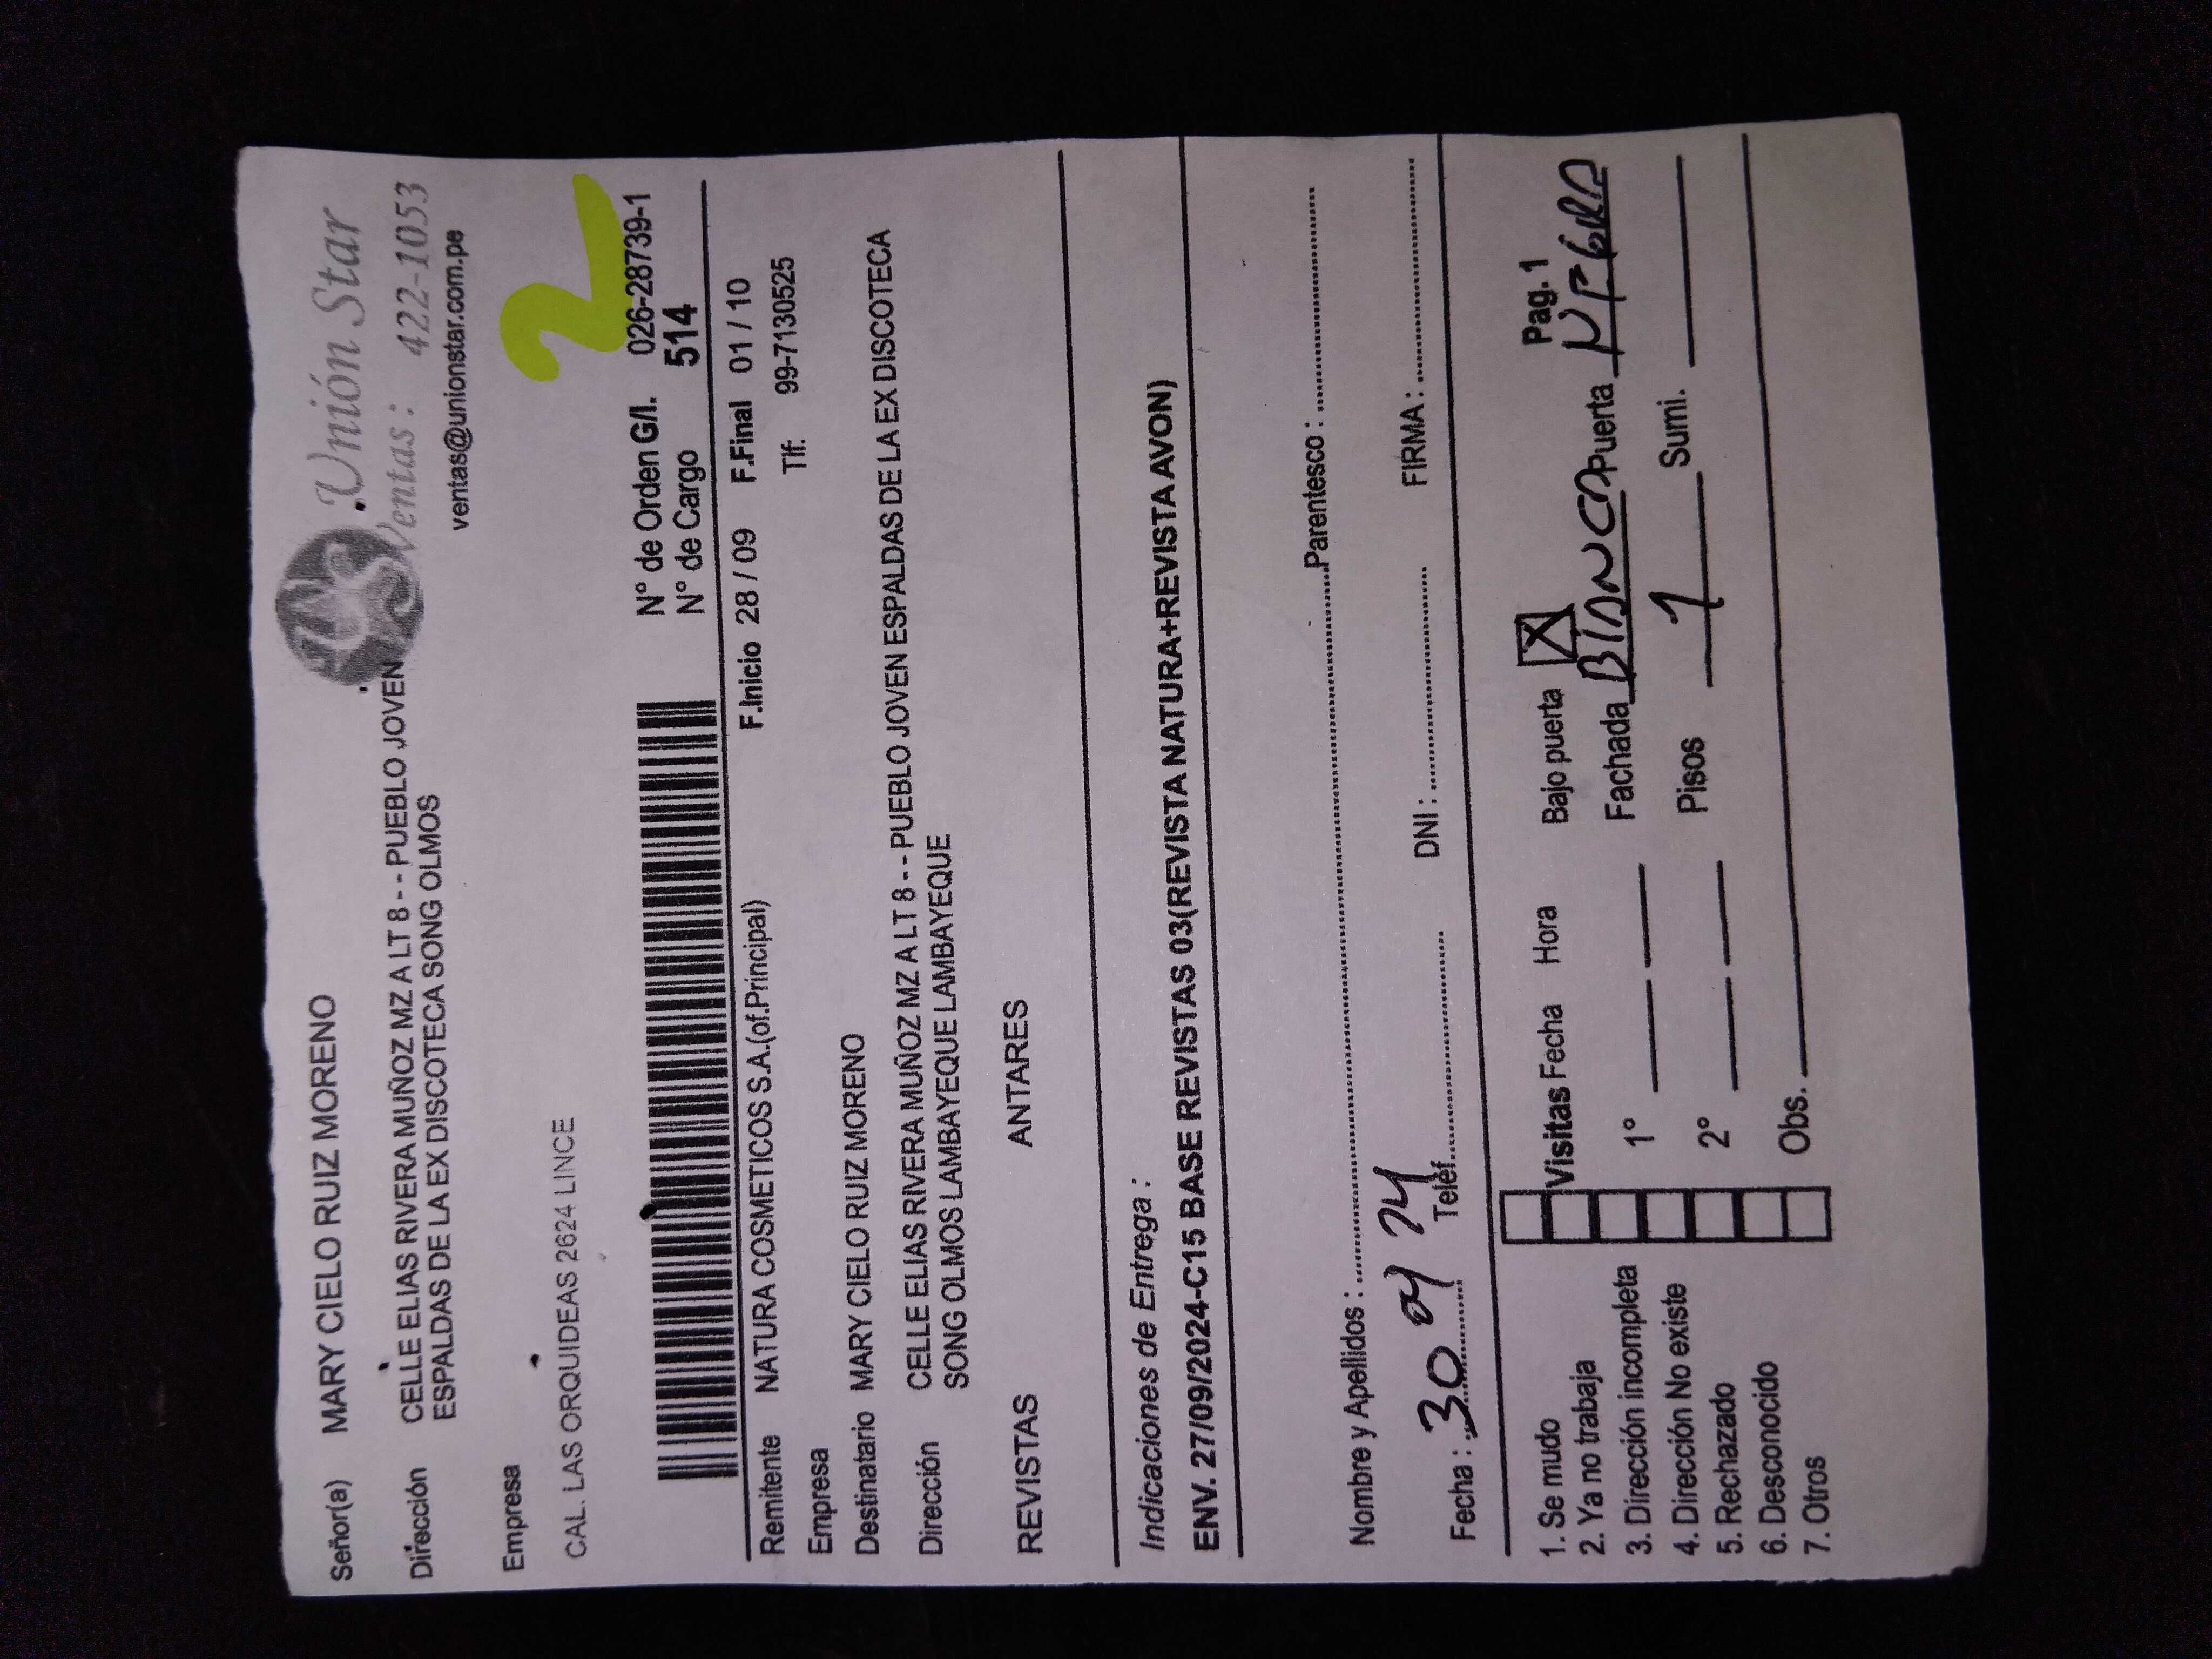 Señor(a) MARY CIELO RUIZ MORENO
Unión Star
Ventas: 422-1053
ventas@unionstar.com.pe
Dirección CELLE ELIAS RIVERA MUÑOZ MZ A LT 8 - - PUEBLO JOVEN
ESPALDAS DE LA EX DISCOTECA SONG OLMOS
Empresa
CAL. LAS ORQUIDEAS 2624 LINCE
2
N° de Orden G/I. 026-28739-1
N° de Cargo 514
Remitente NATURA COSMETICOS S.A.(of.Principal) F.Inicio 28 / 09 F.Final 01 / 10
Empresa Tlf: 99-7130525
Destinatario MARY CIELO RUIZ MORENO
Dirección CELLE ELIAS RIVERA MUÑOZ MZ A LT 8 - - PUEBLO JOVEN ESPALDAS DE LA EX DISCOTECA
SONG OLMOS LAMBAYEQUE LAMBAYEQUE
REVISTAS ANTARES
Indicaciones de Entrega :
ENV. 27/09/2024-C15 BASE REVISTAS 03(REVISTA NATURA+REVISTA AVON)
Nombre y Apellidos : Parentesco :
Fecha : 30 09 24 Teléf. DNI : FIRMA :
1. Se mudo Visitas Fecha Hora Bajo puerta X Pag. 1
2. Ya no trabaja
3. Dirección incompleta 1° Fachada BIANCA Puerta NEGRA
4. Dirección No existe
5. Rechazado 2° Pisos 1 Sumi.
6. Desconocido
7. Otros Obs.